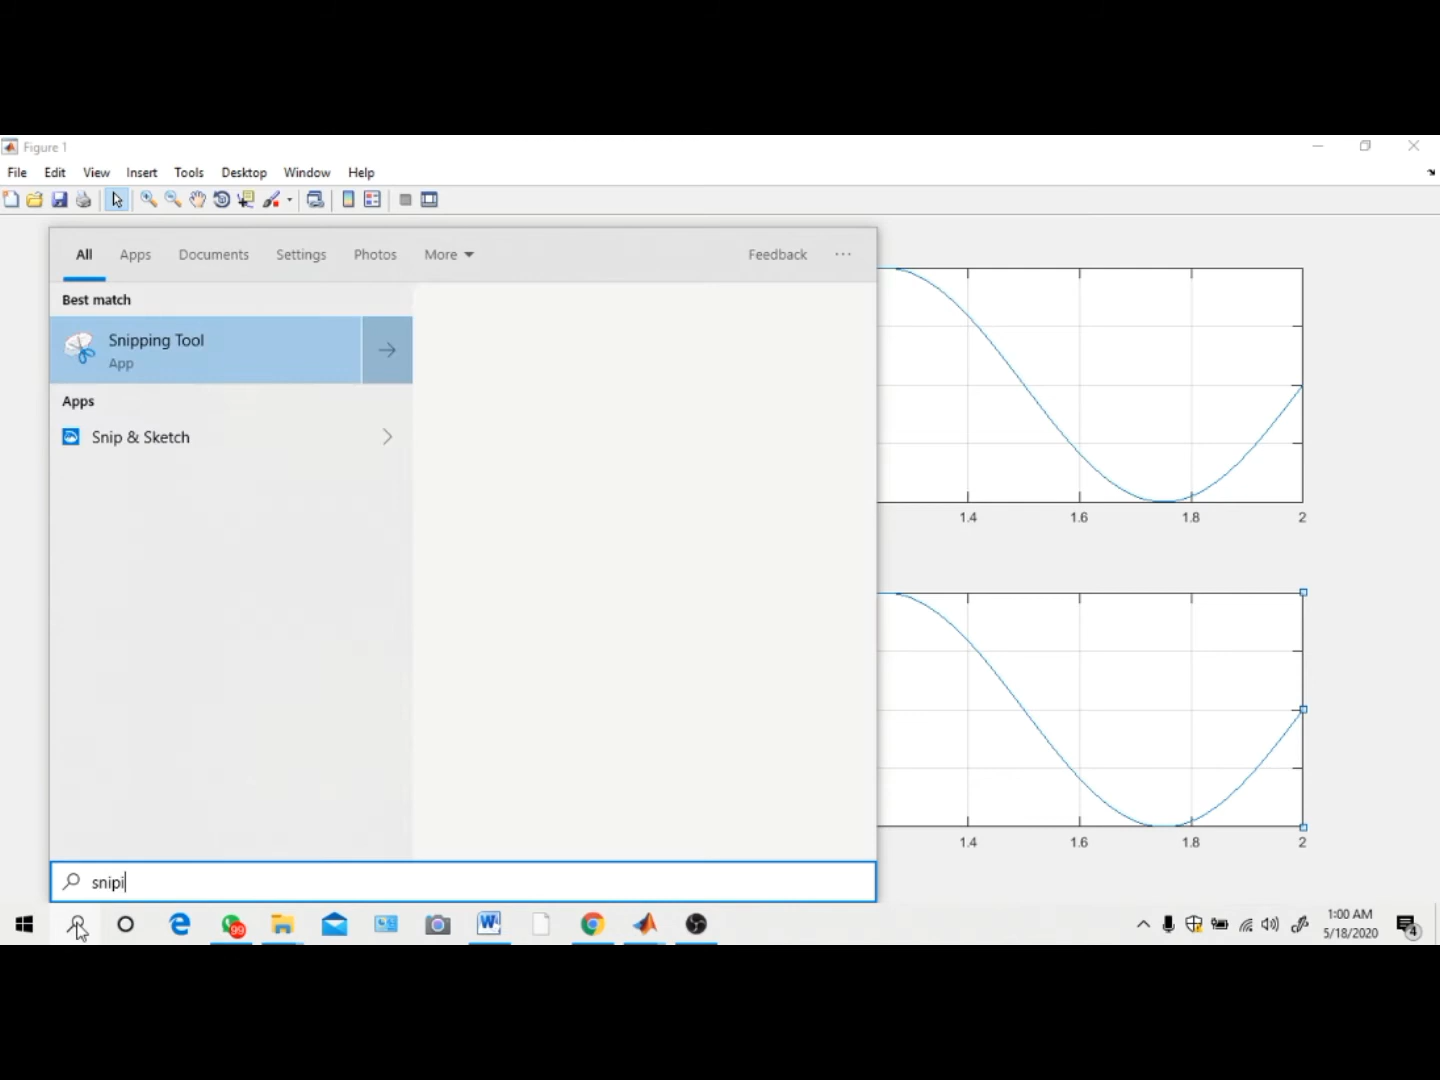 Figure 1
File Edit View Insert Tools Desktop Window Help
All Apps Documents Settings Photos More Feedback ...
Best match
Snipping Tool
App
Apps
Snip & Sketch
1.4 1.6 1.8 2
1.4 1.6 1.8 2
snipi
99
1:00 AM
5/18/2020
4